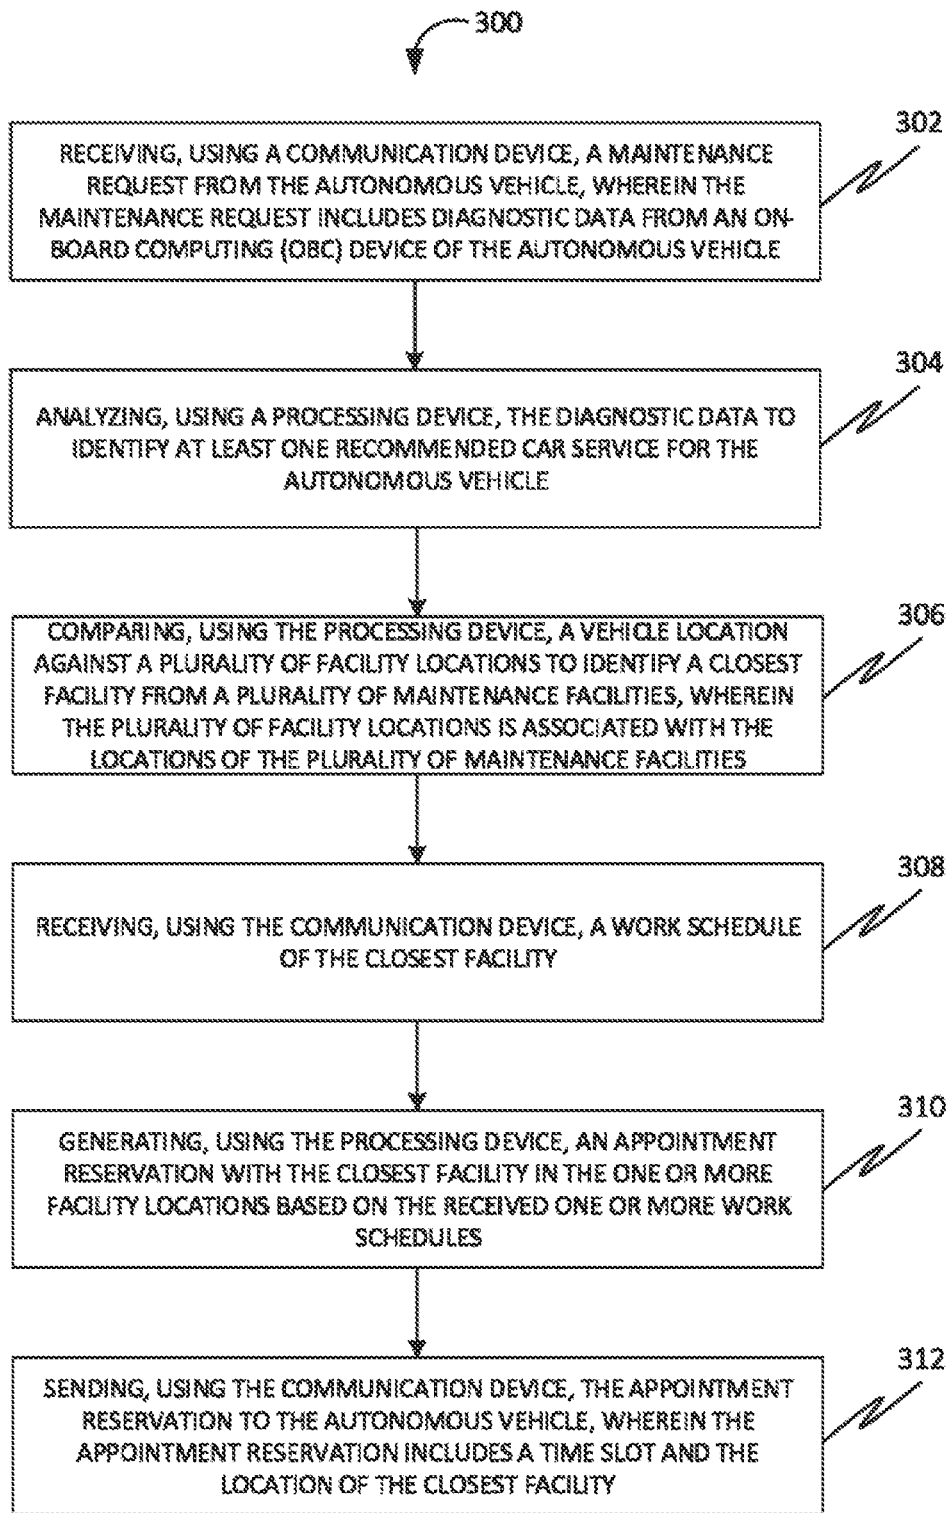 300
302
RECEIVING, USING A COMMUNICATION DEVICE, A MAINTENANCE
REQUEST FROM THE AUTONOMOUS VEHICLE, WHEREIN THE
MAINTENANCE REQUEST INCLUDES DIAGNOSTIC DATA FROM AN ON-
BOARD COMPUTING (OBC) DEVICE OF THE AUTONOMOUS VEHICLE
304
ANALYZING, USING A PROCESSING DEVICE, THE DIAGNOSTIC DATA TO
IDENTIFY AT LEAST ONE RECOMMENDED CAR SERVICE FOR THE
AUTONOMOUS VEHICLE
306
COMPARING, USING THE PROCESSING DEVICE, A VEHICLE LOCATION
AGAINST A PLURALITY OF FACILITY LOCATIONS TO IDENTIFY A CLOSEST
FACILITY FROM A PLURALITY OF MAINTENANCE FACILITIES, WHEREIN
THE PLURALITY OF FACILITY LOCATIONS IS ASSOCIATED WITH THE
LOCATIONS OF THE PLURALITY OF MAINTENANCE FACILITIES
308
RECEIVING, USING THE COMMUNICATION DEVICE, A WORK SCHEDULE
OF THE CLOSEST FACILITY
310
GENERATING, USING THE PROCESSING DEVICE, AN APPOINTMENT
RESERVATION WITH THE CLOSEST FACILITY IN THE ONE OR MORE
FACILITY LOCATIONS BASED ON THE RECEIVED ONE OR MORE WORK
SCHEDULES
312
SENDING, USING THE COMMUNICATION DEVICE, THE APPOINTMENT
RESERVATION TO THE AUTONOMOUS VEHICLE, WHEREIN THE
APPOINTMENT RESERVATION INCLUDES A TIME SLOT AND THE
LOCATION OF THE CLOSEST FACILITY